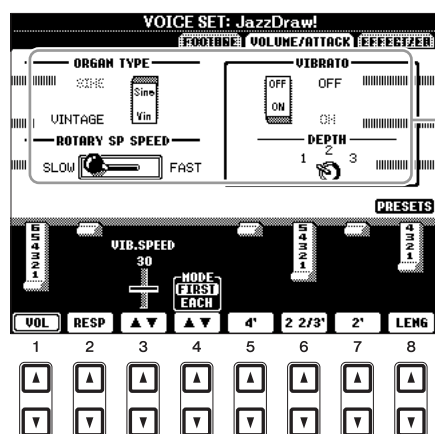 VOICE SET: JazzDraw!
FOOTAGE VOLUME/ATTACK EFFECT/EQ
ORGAN TYPE
SINE
VINTAGE
Sine
Vin
ROTARY SP SPEED
SLOW FAST
VIBRATO
OFF
ON
OFF
ON
DEPTH
1 2 3
PRESETS
6
5
4
3
2
1
VIB.SPEED
30
MODE
FIRST
EACH
5
4
3
2
1
4
3
2
1
VOL RESP ▲▼ ▲▼ 4' 2 2/3' 2' LENG
1 2 3 4 5 6 7 8